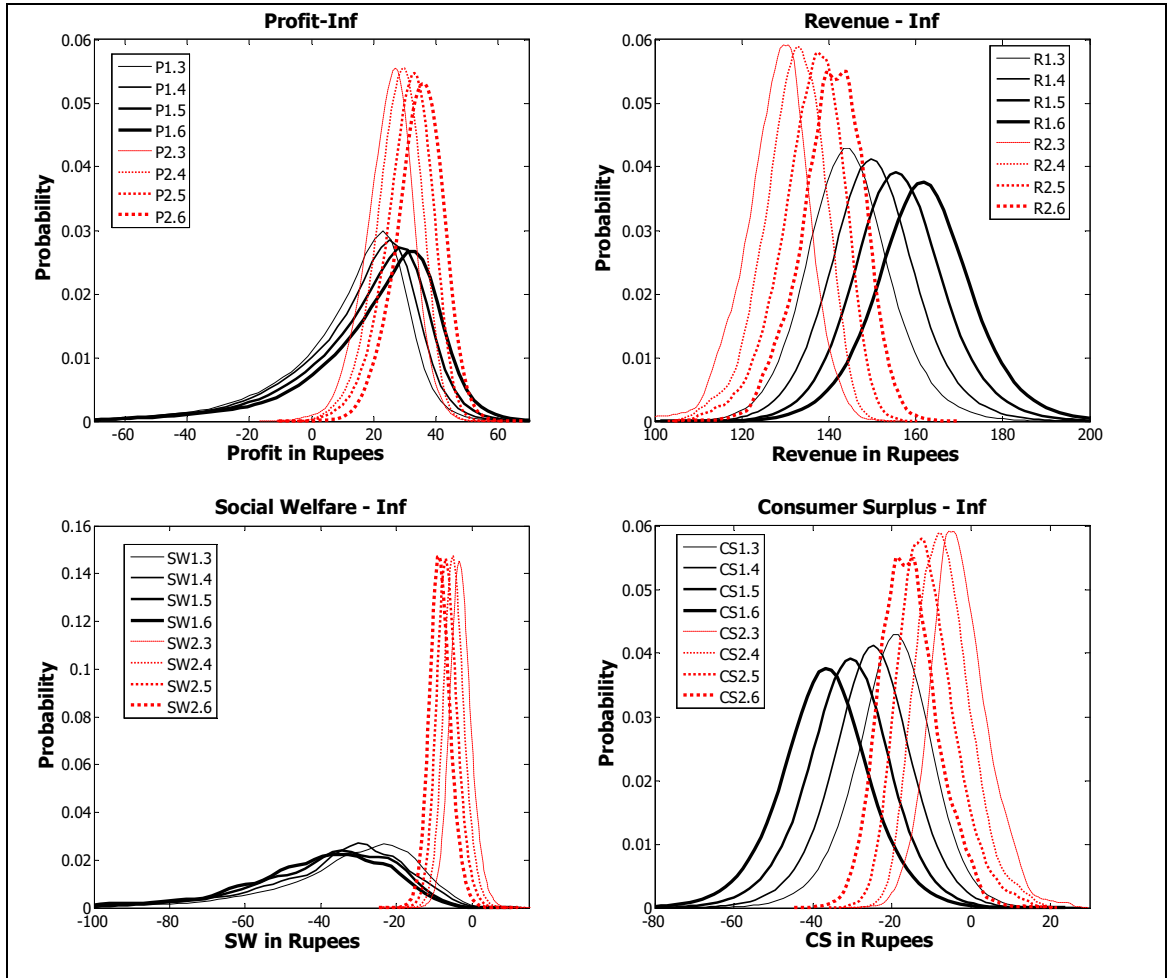 Profit-Inf
0.06
0.05
0.04
0.03
0.02
0.01
0
Probability
P1.3
P1.4
P1.5
P1.6
P2.3
P2.4
P2.5
P2.6
-60 -40 -20 0 20 40 60
Profit in Rupees
Revenue - Inf
0.06
0.05
0.04
0.03
0.02
0.01
0
Probability
R1.3
R1.4
R1.5
R1.6
R2.3
R2.4
R2.5
R2.6
100 120 140 160 180 200
Revenue in Rupees
Social Welfare - Inf
0.16
0.14
0.12
0.1
0.08
0.06
0.04
0.02
0
Probability
SW1.3
SW1.4
SW1.5
SW1.6
SW2.3
SW2.4
SW2.5
SW2.6
-100 -80 -60 -40 -20 0
SW in Rupees
Consumer Surplus - Inf
0.06
0.05
0.04
0.03
0.02
0.01
0
Probability
CS1.3
CS1.4
CS1.5
CS1.6
CS2.3
CS2.4
CS2.5
CS2.6
-80 -60 -40 -20 0 20
CS in Rupees